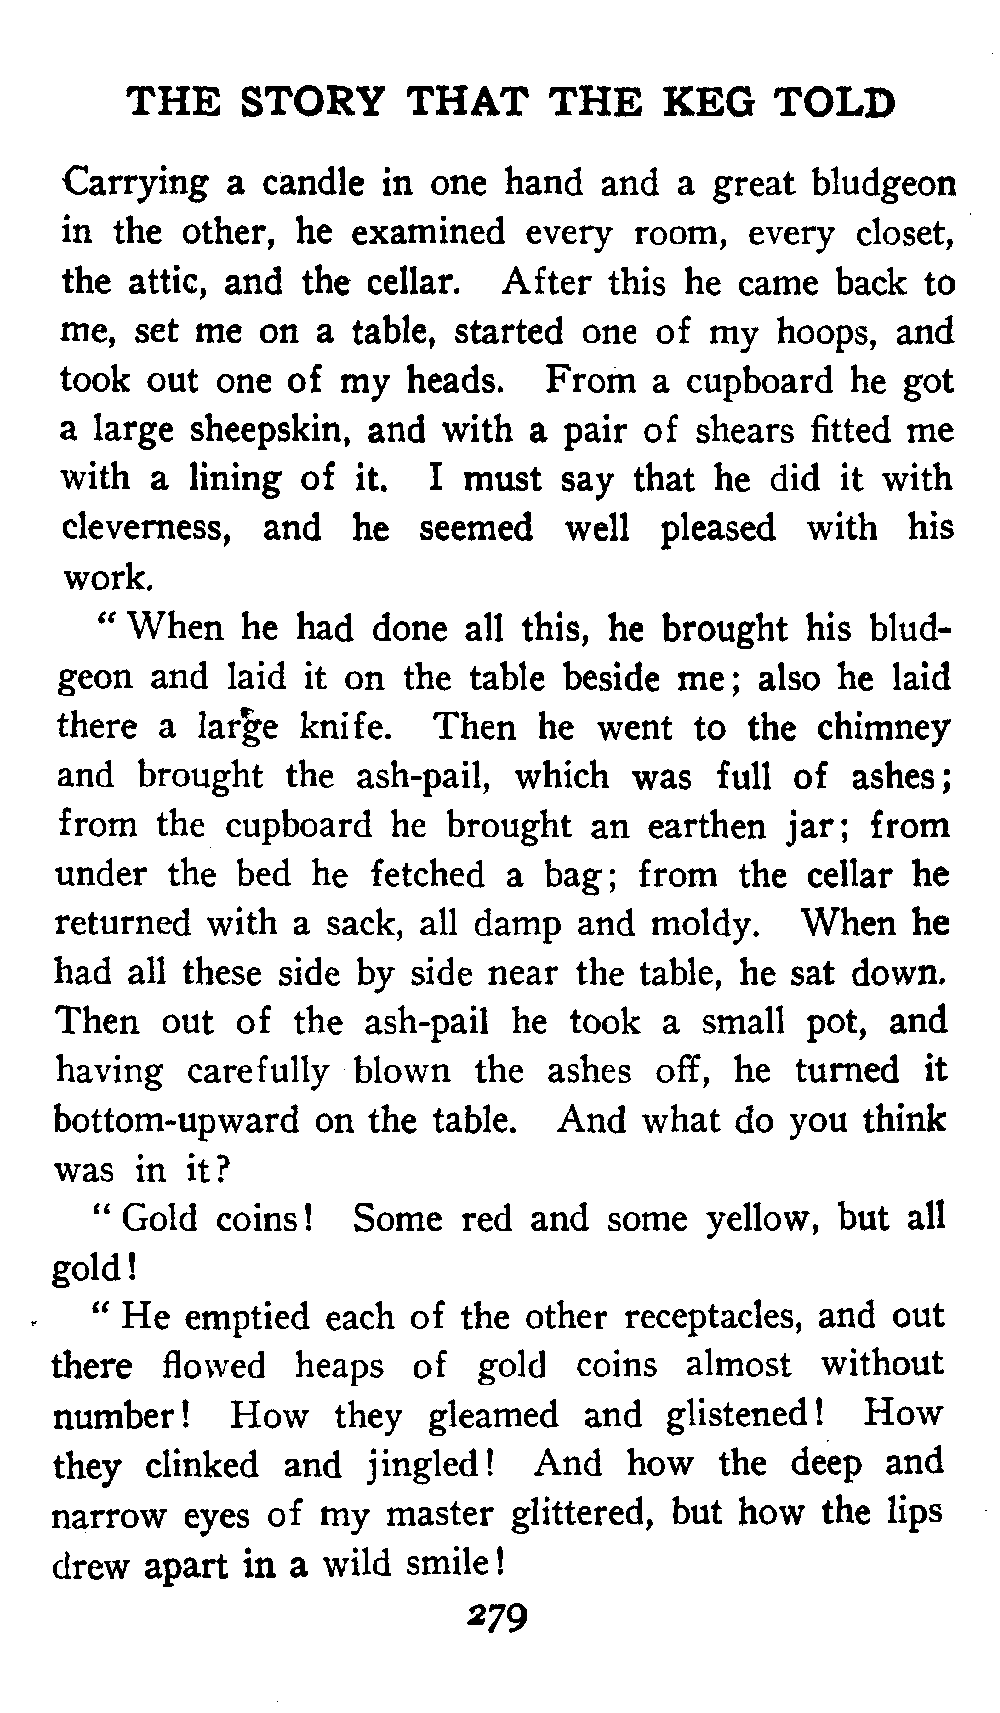 THE STORY THAT THE KEG TOLD
Carrying a candle in one hand and a great bludgeon
in the other, he examined every room, every closet,
the attic, and the cellar. After this he came back to
me, set me on a table, started one of my hoops, and
took out one of my heads. From a cupboard he got
a large sheepskin, and with a pair of shears fitted me
with a lining of it. I must say that he did it with
cleverness, and he seemed well pleased with his
work.
“When he had done all this, he brought his blud-
geon and laid it on the table beside me; also he laid
there a large knife. Then he went to the chimney
and brought the ash-pail, which was full of ashes;
from the cupboard he brought an earthen jar; from
under the bed he fetched a bag; from the cellar he
returned with a sack, all damp and moldy. When he
had all these side by side near the table, he sat down.
Then out of the ash-pail he took a small pot, and
having carefully blown the ashes off, he turned it
bottom-upward on the table. And what do you think
was in it?
“Gold coins! Some red and some yellow, but all
gold!
“He emptied each of the other receptacles, and out
there flowed heaps of gold coins almost without
number! How they gleamed and glistened! How
they clinked and jingled! And how the deep and
narrow eyes of my master glittered, but how the lips
drew apart in a wild smile!
279